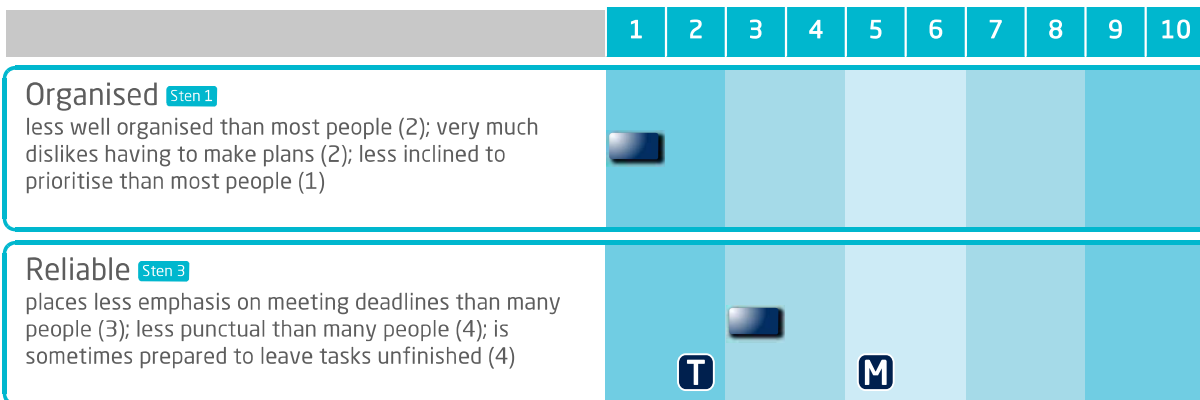 1 2 3 4 5 6 7 8 9 10
Organised Sten 1
less well organised than most people (2); very much
dislikes having to make plans (2); less inclined to
prioritise than most people (1)
Reliable Sten 3
places less emphasis on meeting deadlines than many
people (3); less punctual than many people (4); is
sometimes prepared to leave tasks unfinished (4)
T M